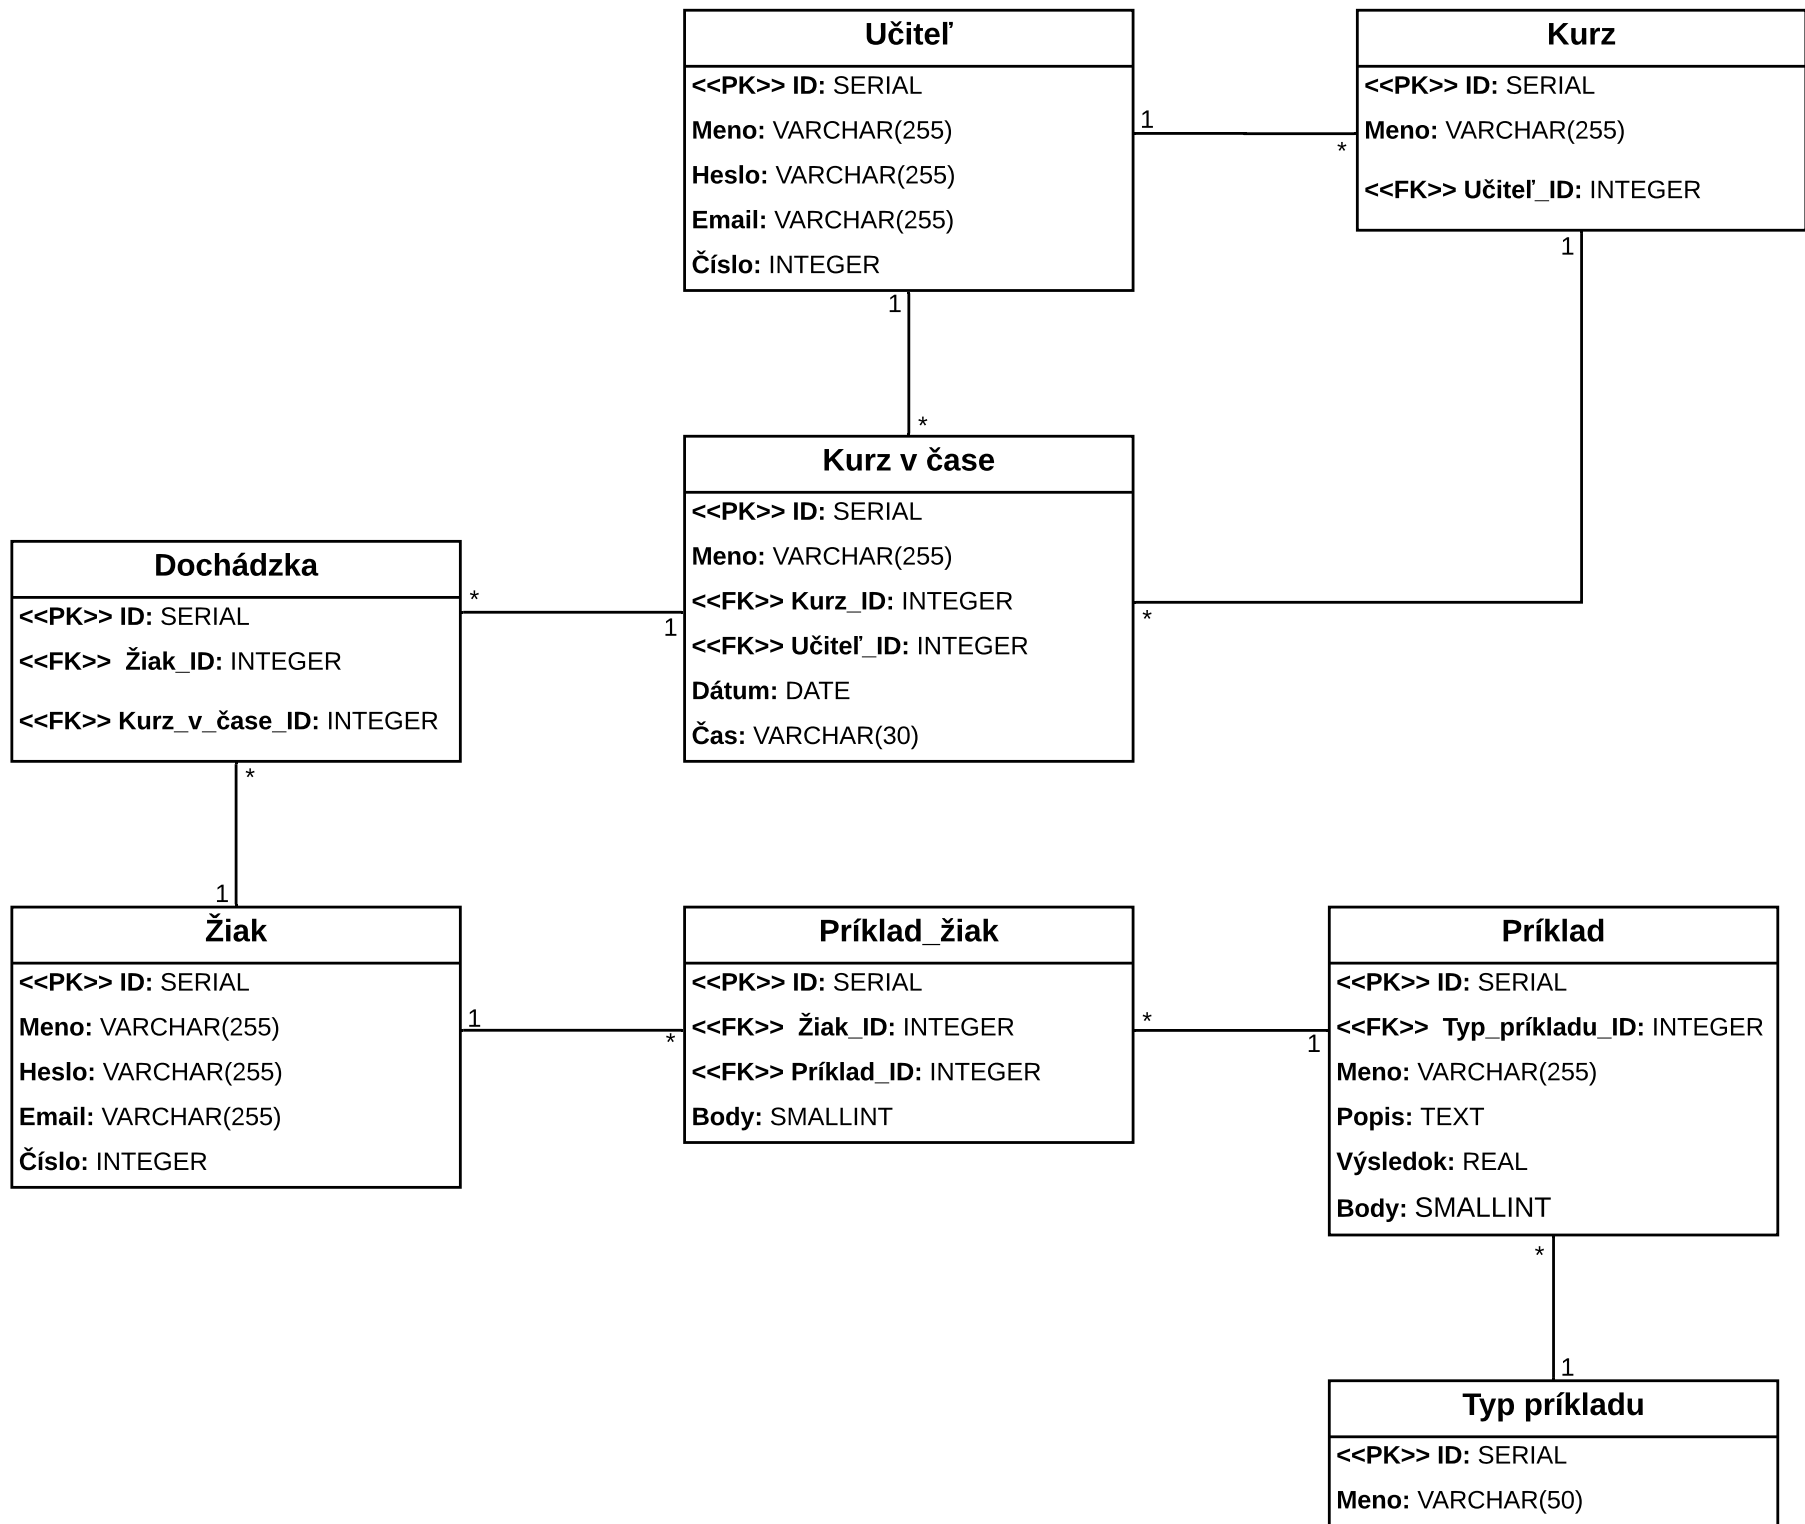 Učiteľ
<<PK>> ID: SERIAL
Meno: VARCHAR(255)
Heslo: VARCHAR(255)
Email: VARCHAR(255)
Číslo: INTEGER
1
*
Kurz
<<PK>> ID: SERIAL
Meno: VARCHAR(255)
<<FK>> Učiteľ_ID: INTEGER
1
1
*
Kurz v čase
<<PK>> ID: SERIAL
Meno: VARCHAR(255)
<<FK>> Kurz_ID: INTEGER
<<FK>> Učiteľ_ID: INTEGER
Dátum: DATE
Čas: VARCHAR(30)
*
Dochádzka
<<PK>> ID: SERIAL
<<FK>> Žiak_ID: INTEGER
<<FK>> Kurz_v_čase_ID: INTEGER
*
1
*
1
Žiak
<<PK>> ID: SERIAL
Meno: VARCHAR(255)
Heslo: VARCHAR(255)
Email: VARCHAR(255)
Číslo: INTEGER
1
*
Príklad_žiak
<<PK>> ID: SERIAL
<<FK>> Žiak_ID: INTEGER
<<FK>> Príklad_ID: INTEGER
Body: SMALLINT
*
1
Príklad
<<PK>> ID: SERIAL
<<FK>> Typ_príkladu_ID: INTEGER
Meno: VARCHAR(255)
Popis: TEXT
Výsledok: REAL
Body: SMALLINT
*
1
Typ príkladu
<<PK>> ID: SERIAL
Meno: VARCHAR(50)